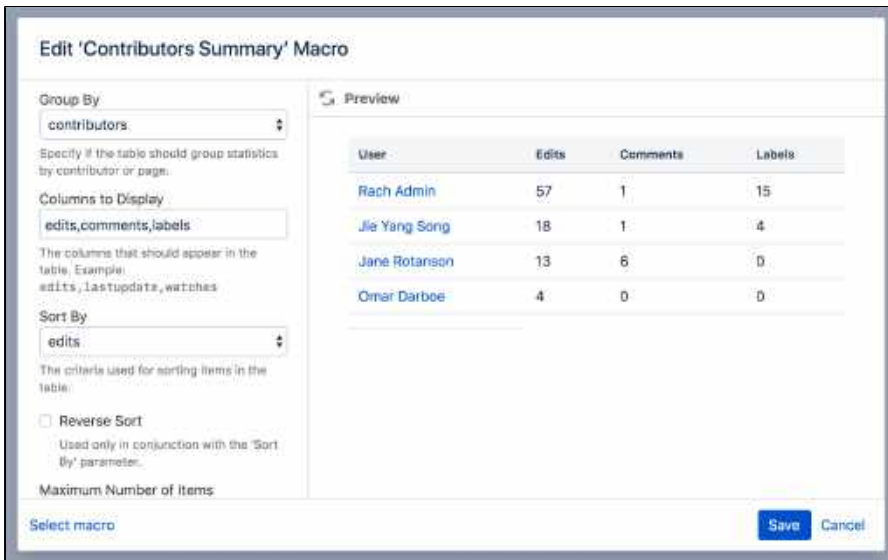 Edit 'Contributors Summary' Macro
Group By
contributors
Specify if the table should group statistics
by contributor or page.
Columns to Display
edits,comments,labels
The columns that should appear in the
table. Example:
edits,lastupdate,watches
Sort By
edits
The criteria used for sorting items in the
table.
Reverse Sort
Used only in conjunction with the 'Sort
By' parameter.
Maximum Number of Items
Preview
User Edits Comments Labels
Rach Admin 57 1 15
Jie Yang Song 18 1 4
Jane Rotanson 13 6 0
Omar Darboe 4 0 0
Select macro
Save Cancel